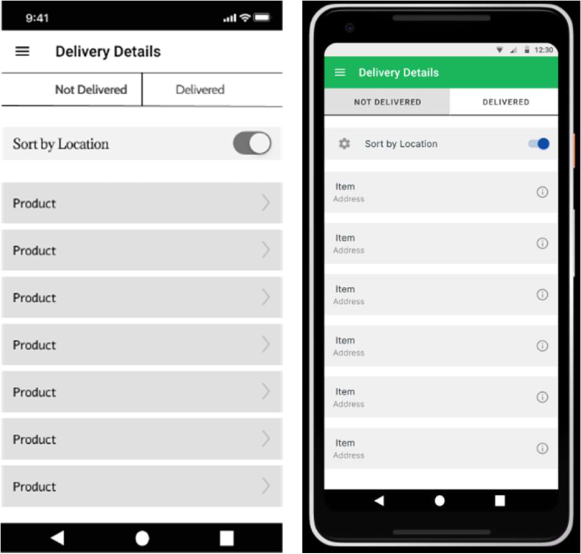 9:41
Delivery Details
Not Delivered Delivered
Sort by Location
Product
Product
Product
Product
Product
Product
Product
12:30
Delivery Details
NOT DELIVERED DELIVERED
Sort by Location
Item
Address
Item
Address
Item
Address
Item
Address
Item
Address
Item
Address